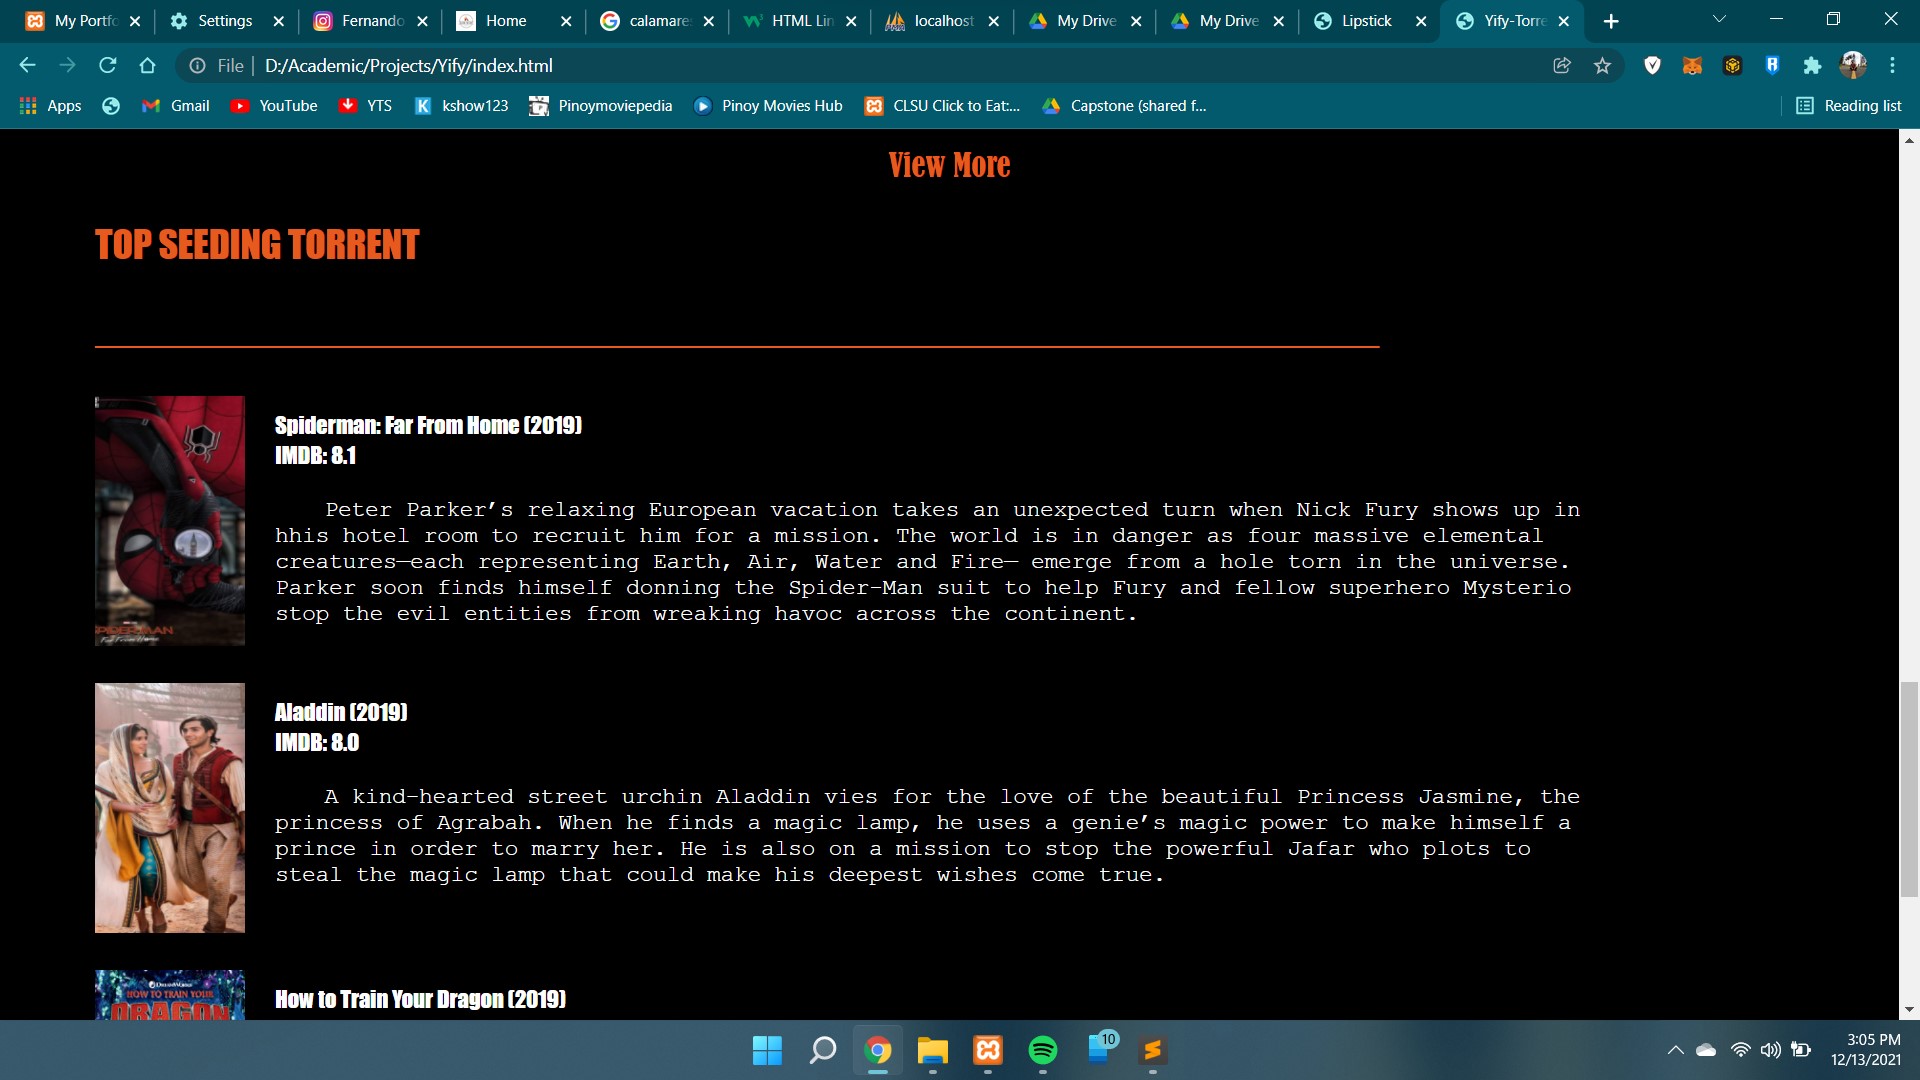 My Portfo
Settings
Fernando
Home
calamare
HTML Lin
localhost
My Drive
My Drive
Lipstick
Yify-Torre
File
D:/Academic/Projects/Yify/index.html
Apps
Gmail
YouTube
YTS
kshow123
Pinoymoviepedia
Pinoy Movies Hub
CLSU Click to Eat:...
Capstone (shared f...
Reading list
View More
TOP SEEDING TORRENT
Spiderman: Far From Home (2019)
IMDB: 8.1
Peter Parker’s relaxing European vacation takes an unexpected turn when Nick Fury shows up in
hhis hotel room to recruit him for a mission. The world is in danger as four massive elemental
creatures—each representing Earth, Air, Water and Fire— emerge from a hole torn in the universe.
Parker soon finds himself donning the Spider-Man suit to help Fury and fellow superhero Mysterio
stop the evil entities from wreaking havoc across the continent.
Aladdin (2019)
IMDB: 8.0
A kind-hearted street urchin Aladdin vies for the love of the beautiful Princess Jasmine, the
princess of Agrabah. When he finds a magic lamp, he uses a genie’s magic power to make himself a
prince in order to marry her. He is also on a mission to stop the powerful Jafar who plots to
steal the magic lamp that could make his deepest wishes come true.
HOW TO TRAIN YOUR
DRAGON
How to Train Your Dragon (2019)
10
3:05 PM
12/13/2021